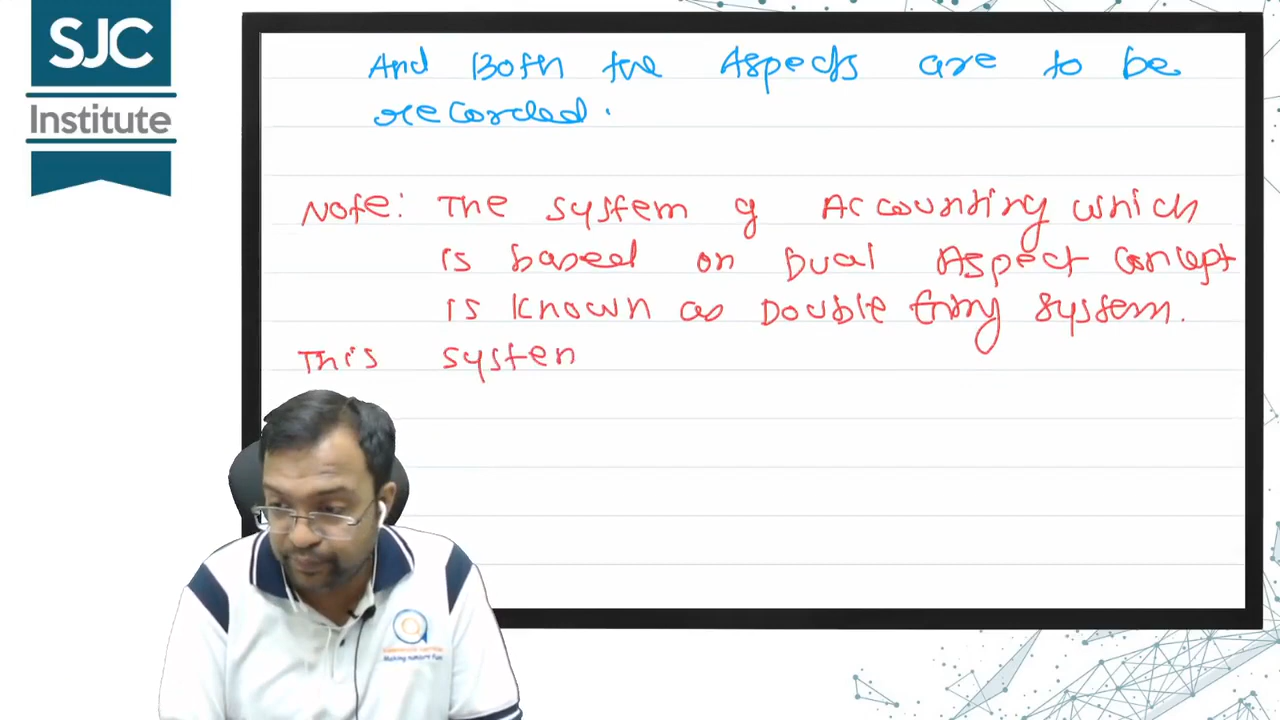 SJC
Institute
And Both the Aspects are to be
recorded.
Note: The system of Accounting which
is based on Dual Aspect Concept
is known as Double Entry System.
This system